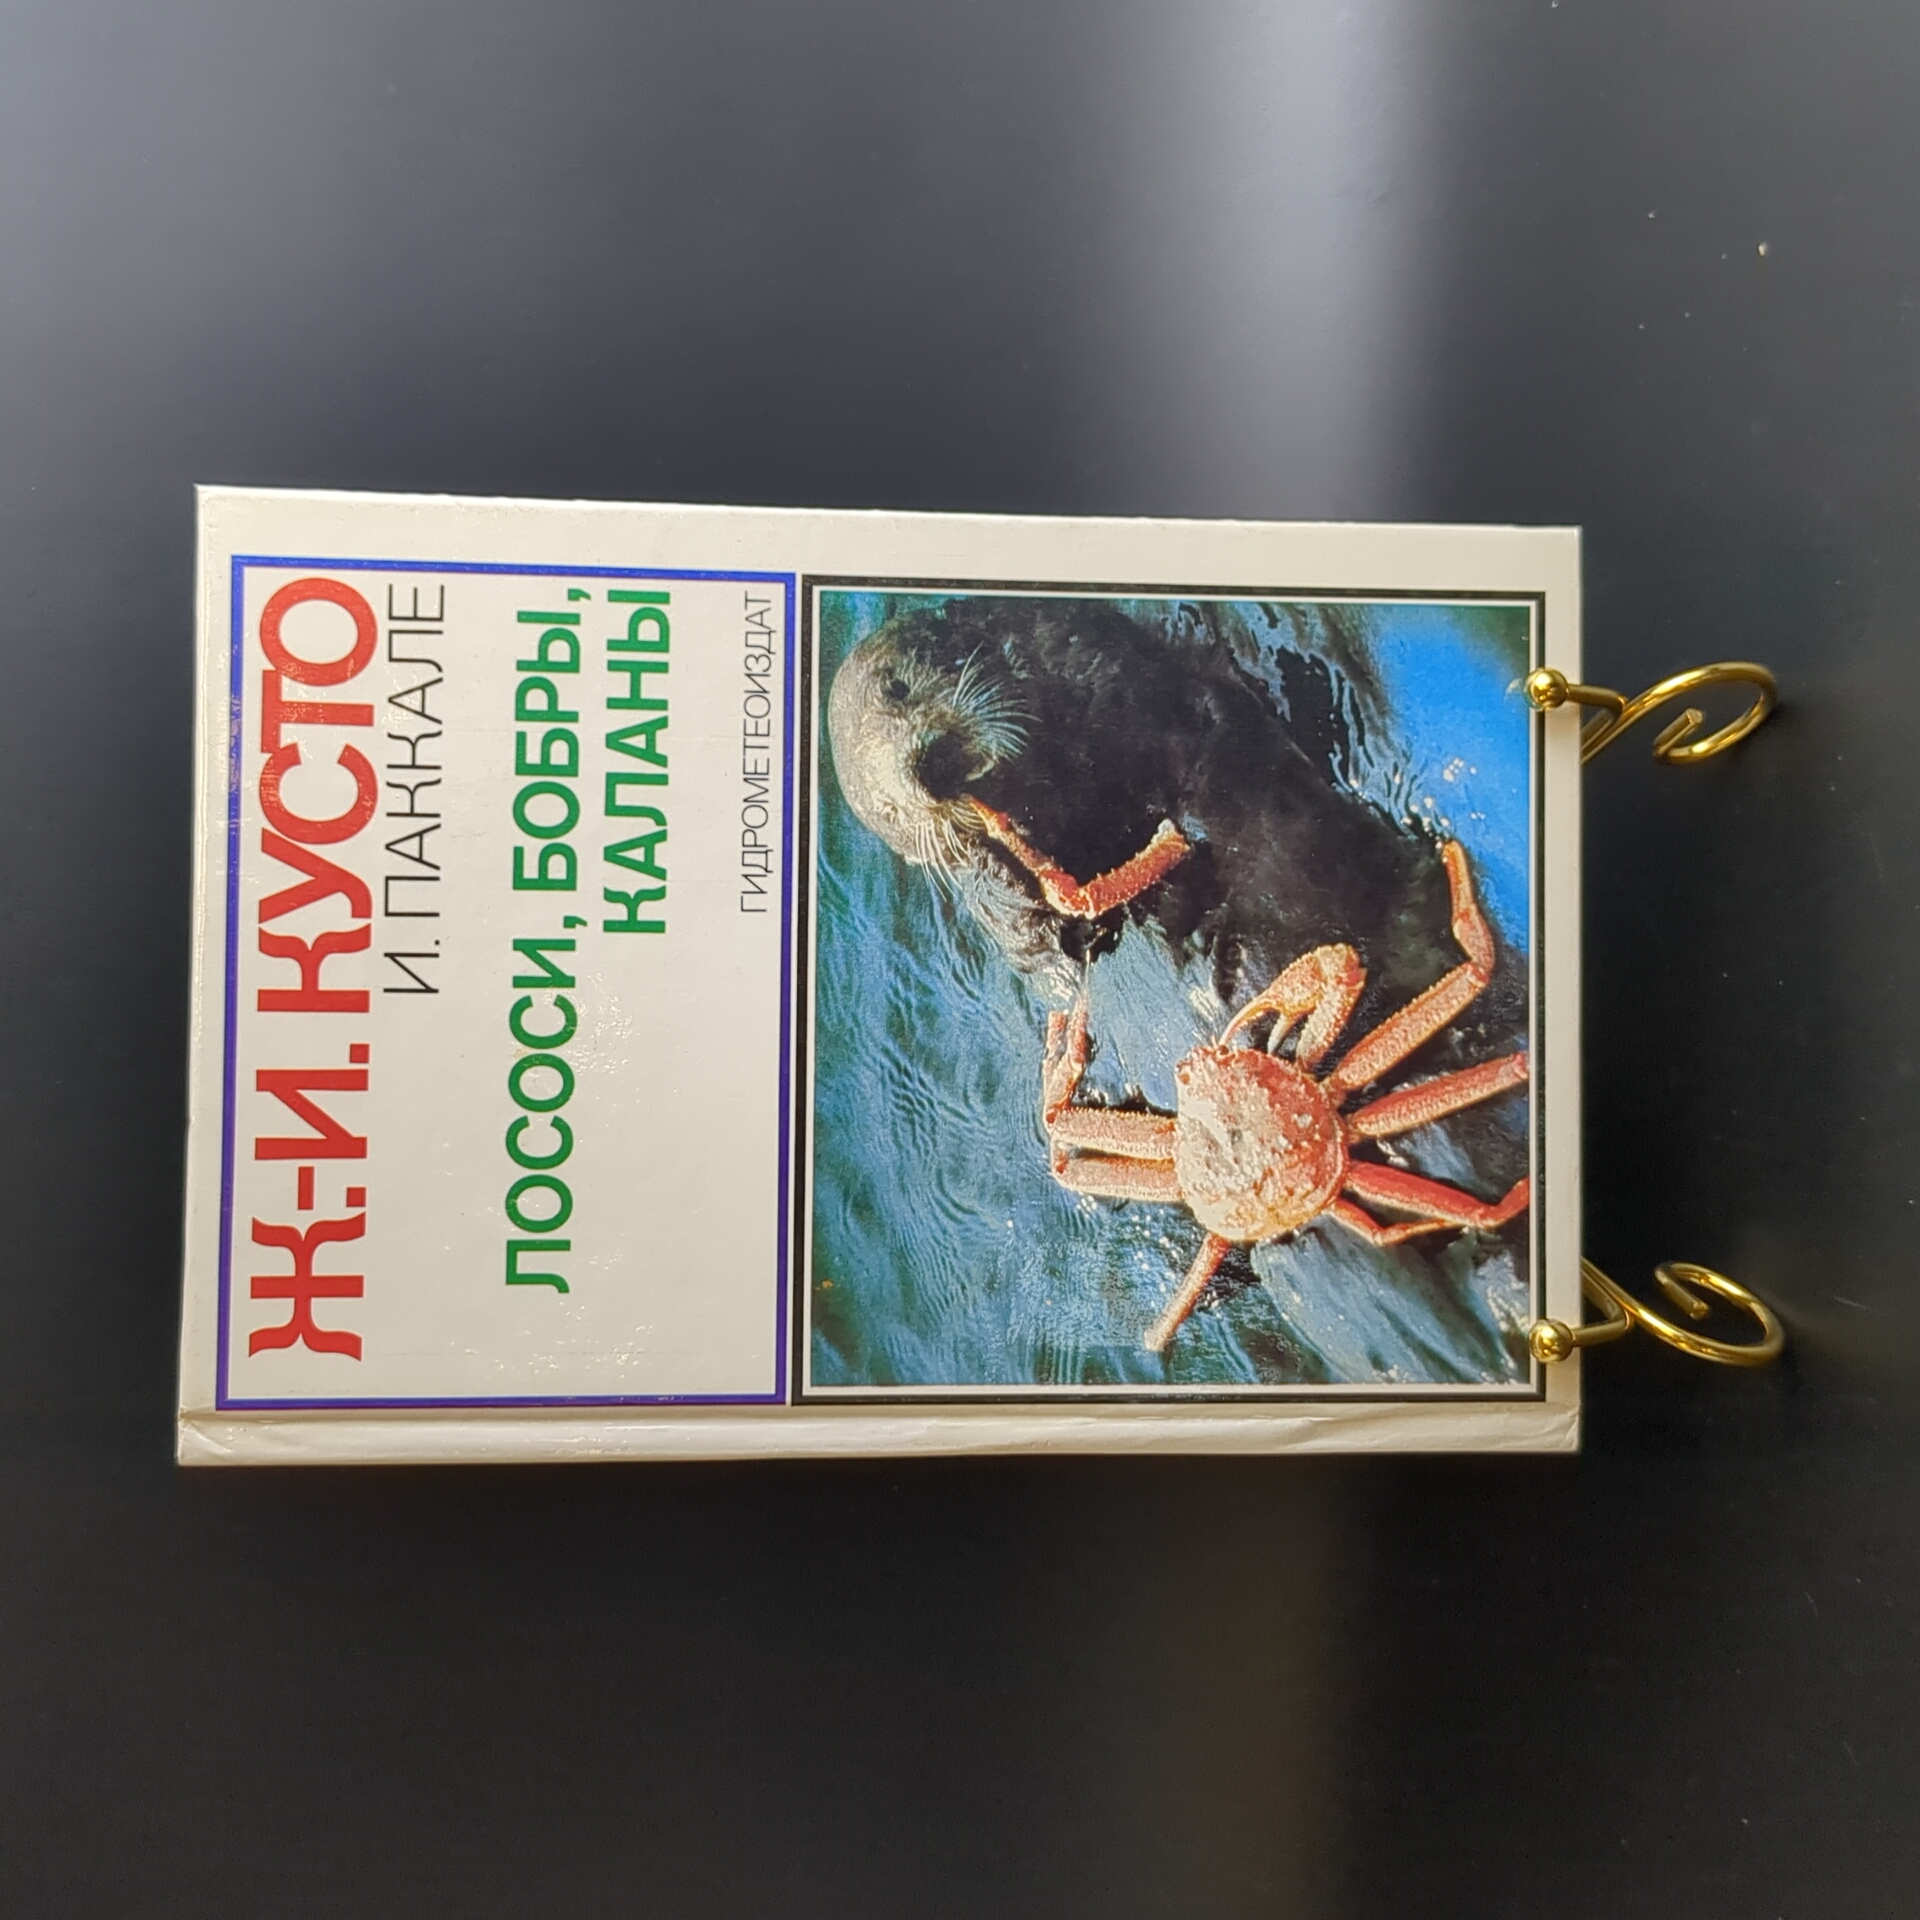 Ж.-И. КУСТО
И. ПАККАЛЕ
ЛОСОСИ, БОБРЫ,
КАЛАНЫ
ГИДРОМЕТЕОИЗДАТ